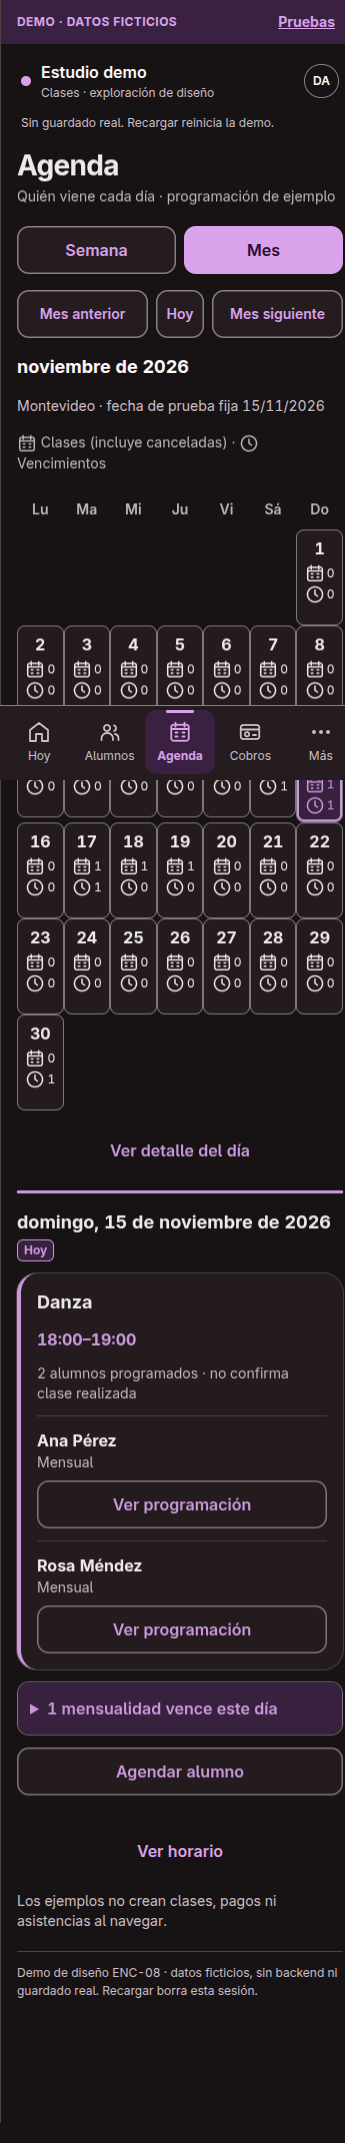 DEMO · DATOS FICTICIOS
Pruebas
Estudio demo
Clases · exploración de diseño
DA
Sin guardado real. Recargar reinicia la demo.
Agenda
Quién viene cada día · programación de ejemplo
Semana
Mes
Mes anterior
Hoy
Mes siguiente
noviembre de 2026
Montevideo · fecha de prueba fija 15/11/2026
Clases (incluye canceladas) ·
Vencimientos
Lu Ma Mi Ju Vi Sá Do
1
0
0
2 3 4 5 6 7 8
0 0 0 0 0 0 0
0 0 0 0 0 0 0
Hoy Alumnos Agenda Cobros Más
1
0 0 0 0 0 1 1
16 17 18 19 20 21 22
0 1 1 1 0 0 0
0 1 0 0 0 0 0
23 24 25 26 27 28 29
0 0 0 0 0 0 0
0 0 0 0 0 0 0
30
0
1
Ver detalle del día
domingo, 15 de noviembre de 2026
Hoy
Danza
18:00–19:00
2 alumnos programados · no confirma
clase realizada
Ana Pérez
Mensual
Ver programación
Rosa Méndez
Mensual
Ver programación
1 mensualidad vence este día
Agendar alumno
Ver horario
Los ejemplos no crean clases, pagos ni
asistencias al navegar.
Demo de diseño ENC-08 · datos ficticios, sin backend ni
guardado real. Recargar borra esta sesión.